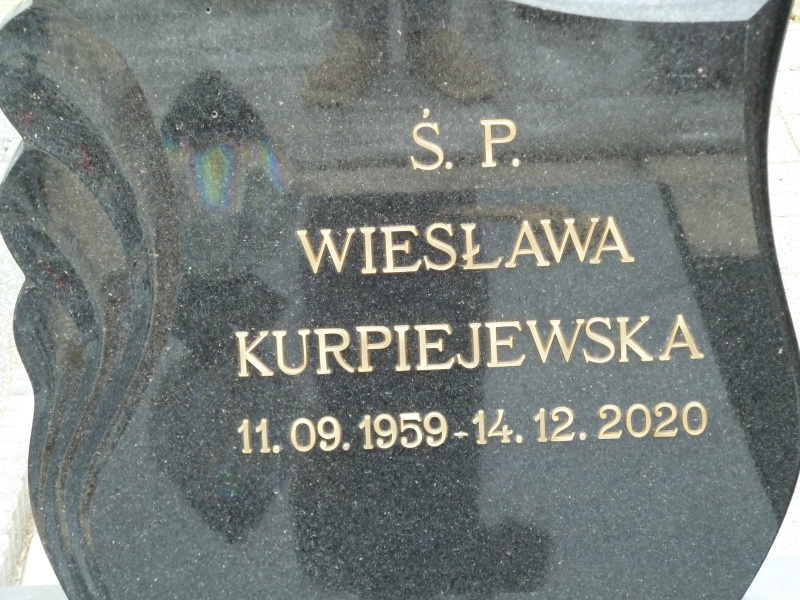 Ś. P.
WIESŁAWA
KURPIEJEWSKA
11.09.1959-14.12.2020